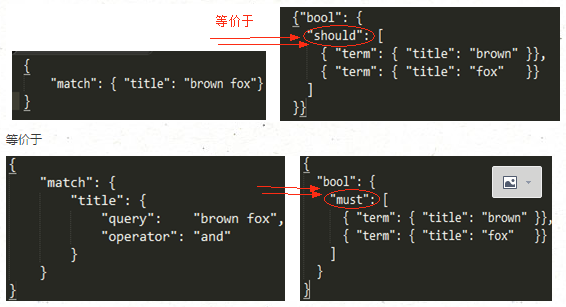 等价于
{
"match": { "title": "brown fox"}
}
{"bool": {
"should": [
{ "term": { "title": "brown" }},
{ "term": { "title": "fox"   }}
]
}}
等价于
{
"match": {
"title": {
"query":    "brown fox",
"operator": "and"
}
}
}
{
"bool": {
"must": [
{ "term": { "title": "brown" }},
{ "term": { "title": "fox"   }}
]
}
}